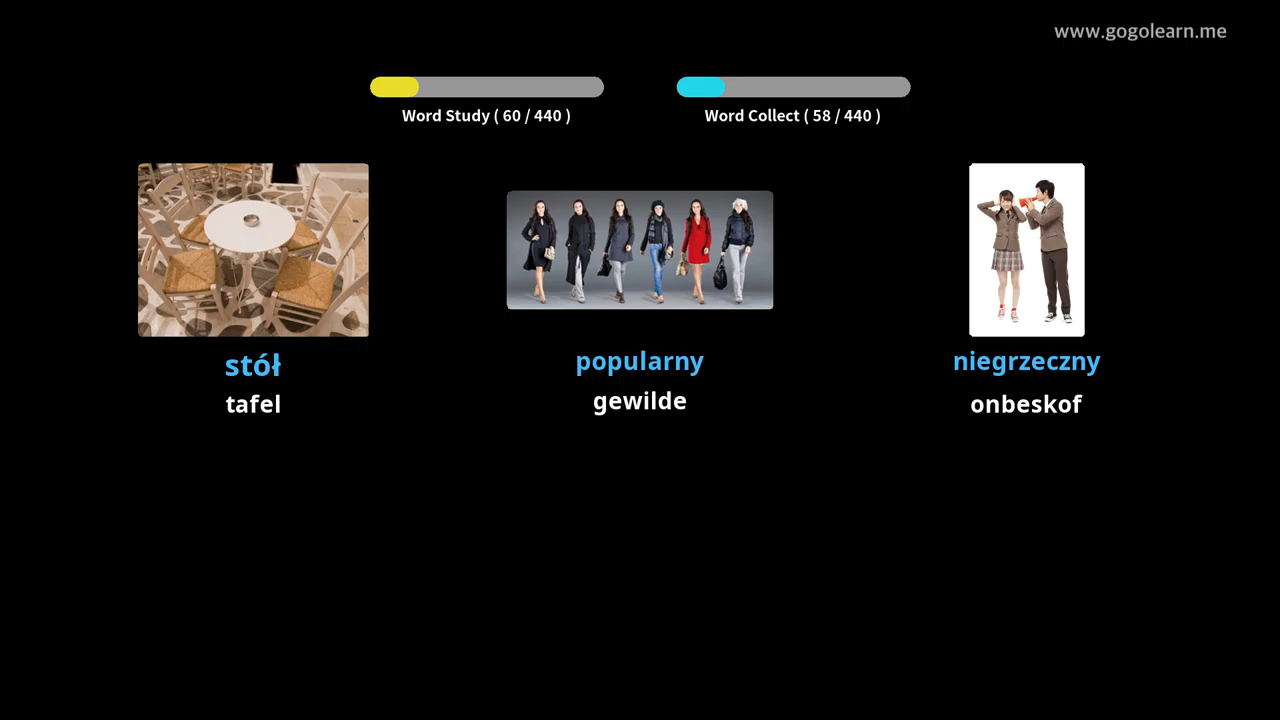 www.gogolearn.me
Word Study ( 60 / 440 )
Word Collect ( 58 / 440 )
stół
tafel
popularny
gewilde
niegrzeczny
onbeskof